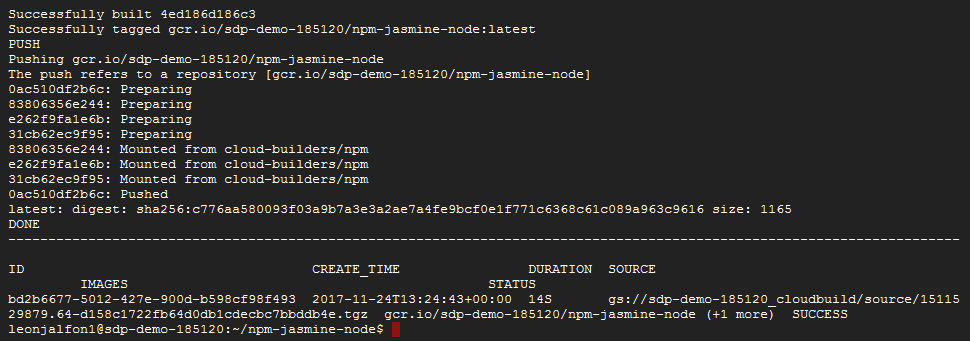 Successfully built 4ed186d186c3
Successfully tagged gcr.io/sdp-demo-185120/npm-jasmine-node:latest
PUSH
Pushing gcr.io/sdp-demo-185120/npm-jasmine-node
The push refers to a repository [gcr.io/sdp-demo-185120/npm-jasmine-node]
0ac510df2b6c: Preparing
83806356e244: Preparing
e262f9fa1e6b: Preparing
31cb62ec9f95: Preparing
83806356e244: Mounted from cloud-builders/npm
e262f9fa1e6b: Mounted from cloud-builders/npm
31cb62ec9f95: Mounted from cloud-builders/npm
0ac510df2b6c: Pushed
latest: digest: sha256:c776aa580093f03a9b7a3e3a2ae7a4fe9bcf0e1f771c6368c61c089a963c9616 size: 1165
DONE
-----------------------------------------------------------------------------------------------------------------------
ID                                    CREATE_TIME                DURATION  SOURCE
         IMAGES                                             STATUS
bd2b6677-5012-427e-900d-b598cf98f493  2017-11-24T13:24:43+00:00  14S       gs://sdp-demo-185120_cloudbuild/source/15115
29879.64-d158c1722fb64d0db1cdecbc7bbddb4e.tgz  gcr.io/sdp-demo-185120/npm-jasmine-node (+1 more)  SUCCESS
leonjalfon1@sdp-demo-185120:~/npm-jasmine-node$